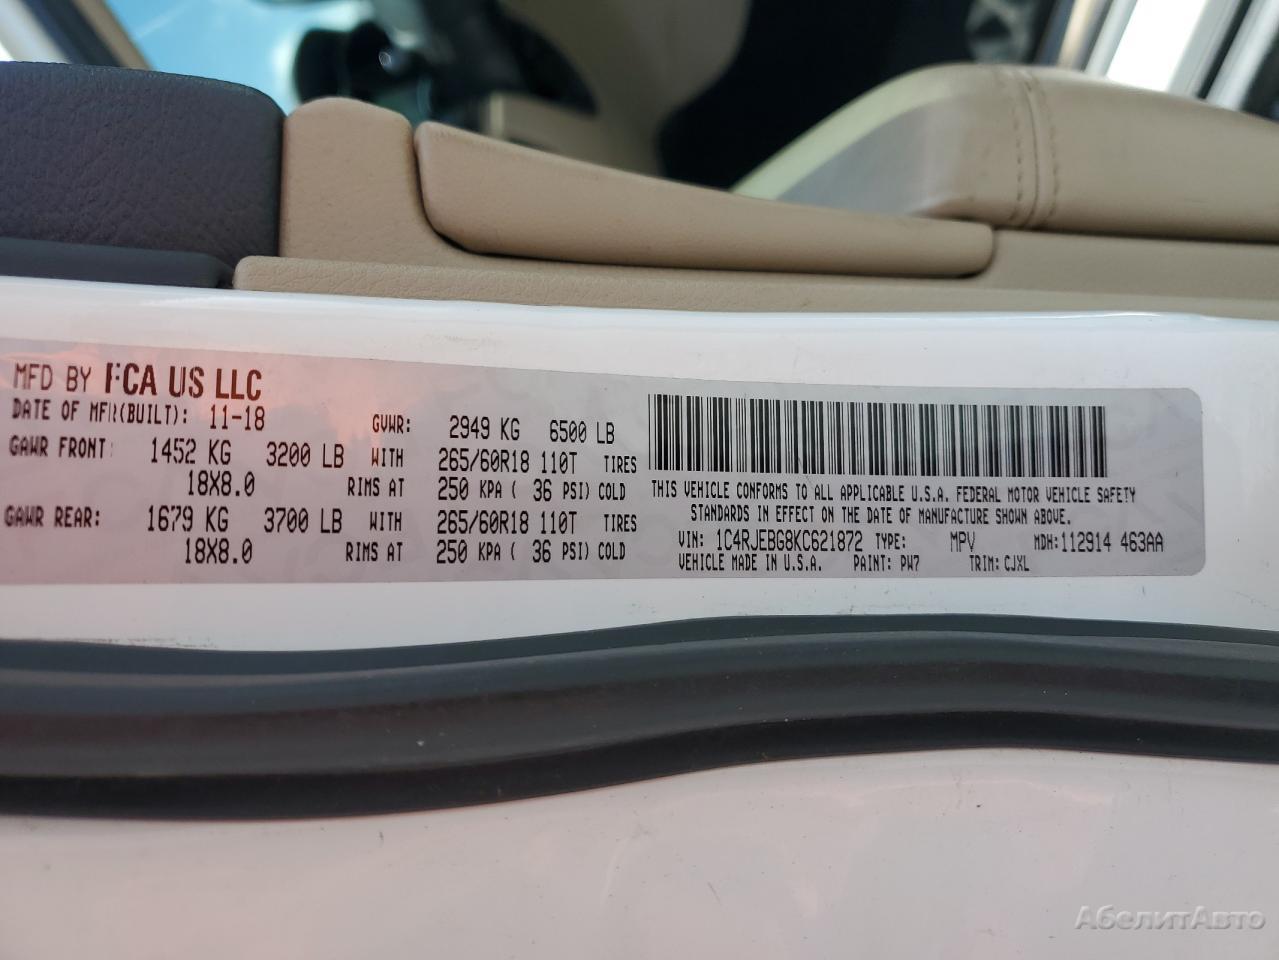 MFD BY FCA US LLC
DATE OF MFR(BUILT): 11-18 GVWR: 2949 KG 6500 LB
GAWR FRONT: 1452 KG 3200 LB WITH 265/60R18 110T TIRES
18X8.0 RIMS AT 250 KPA ( 36 PSI) COLD
GAWR REAR: 1679 KG 3700 LB WITH 265/60R18 110T TIRES
18X8.0 RIMS AT 250 KPA ( 36 PSI) COLD
THIS VEHICLE CONFORMS TO ALL APPLICABLE U.S.A. FEDERAL MOTOR VEHICLE SAFETY
STANDARDS IN EFFECT ON THE DATE OF MANUFACTURE SHOWN ABOVE.
VIN: 1C4RJEBG8KC621872 TYPE: MPV MDH:112914 463AA
VEHICLE MADE IN U.S.A. PAINT: PW7 TRIM: CJXL
АбелитАвто